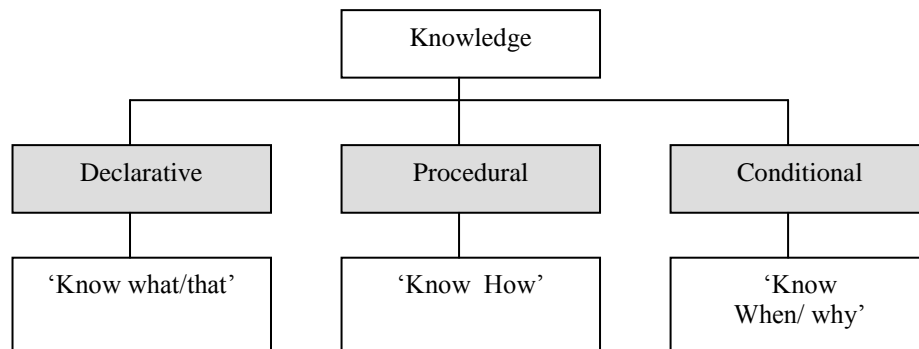 Knowledge
Declarative
Procedural
Conditional
‘Know what/that’
‘Know How’
‘Know
When/ why’